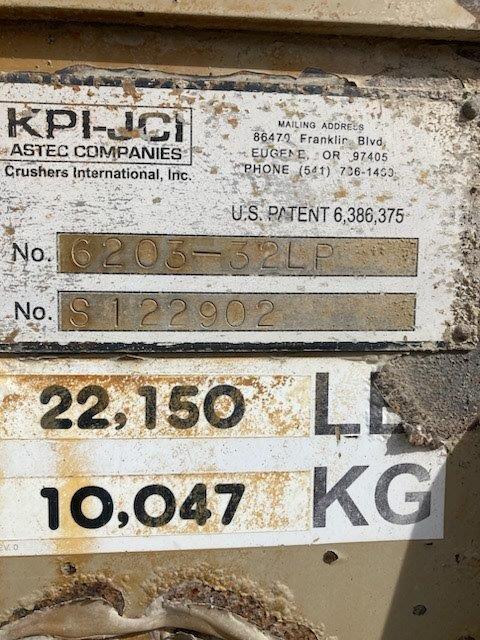 KPI-JCI
ASTEC COMPANIES
Crushers International, Inc.
MAILING ADDRESS
86470 Franklin Blvd.
EUGENE, OR 97405
PHONE (541) 736-1400
U.S. PATENT 6,386,375
No. 6203-32LP
No. S122902
22,150 LB
10,047 KG